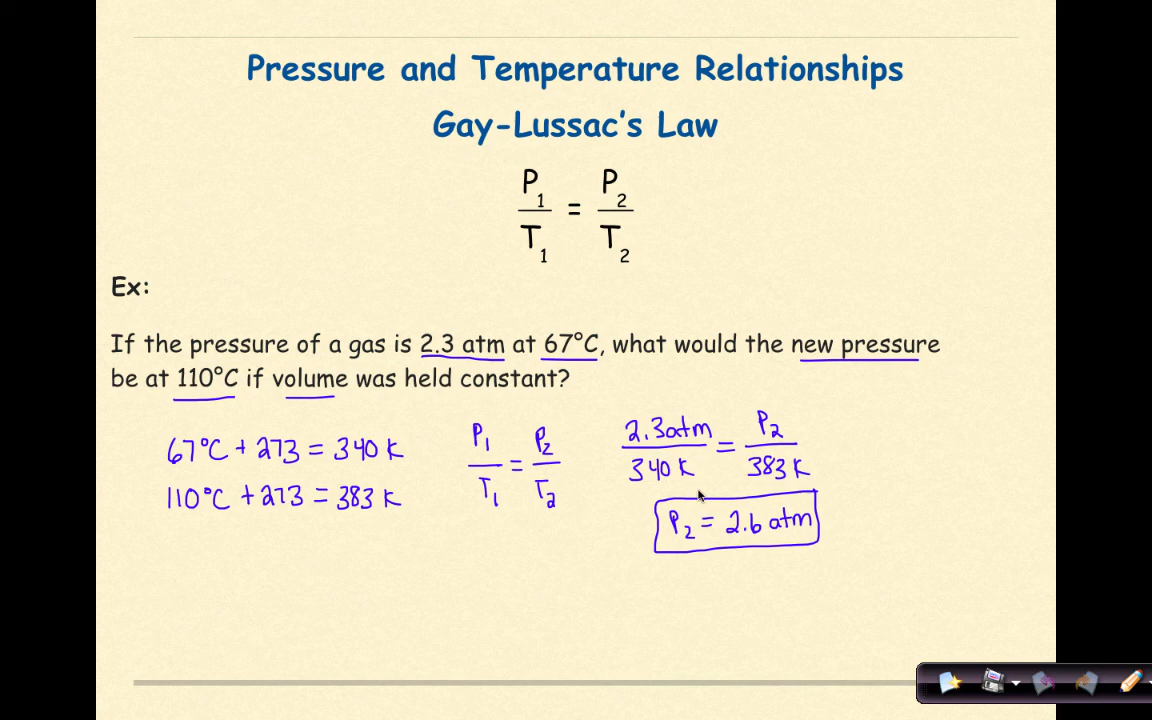 Pressure and Temperature Relationships
Gay-Lussac's Law
P1/T1 = P2/T2
Ex:
If the pressure of a gas is 2.3 atm at 67°C, what would the new pressure
be at 110°C if volume was held constant?
67°C + 273 = 340 K
110°C + 273 = 383 K
P1/T1 = P2/T2
2.3atm/340 K = P2/383 K
P2 = 2.6 atm